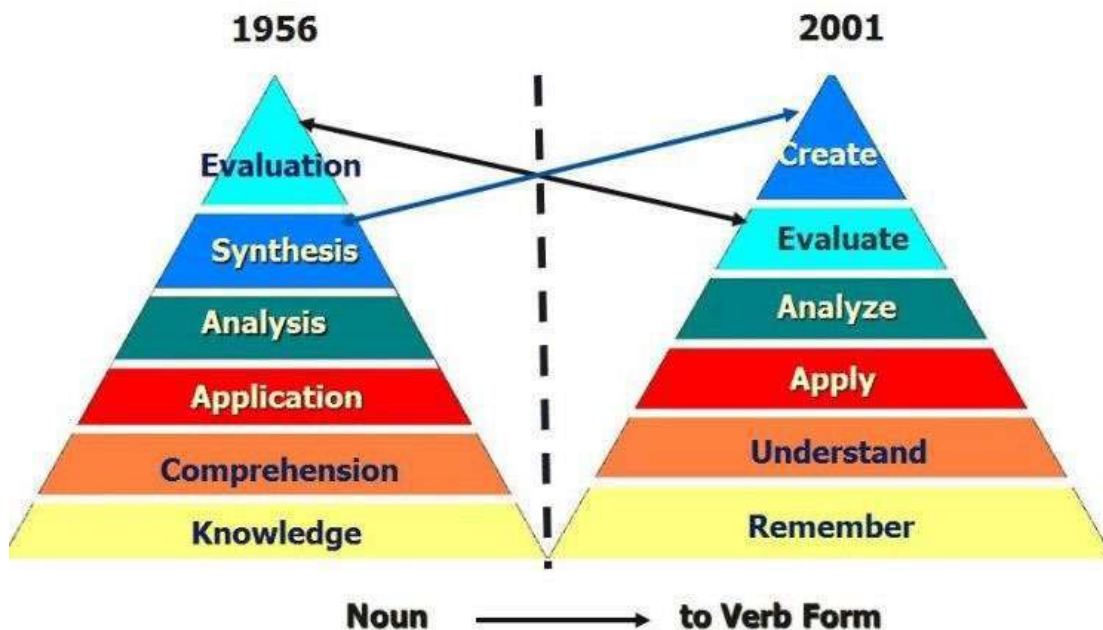 1956
Evaluation
Synthesis
Analysis
Application
Comprehension
Knowledge
2001
Create
Evaluate
Analyze
Apply
Understand
Remember
Noun to Verb Form